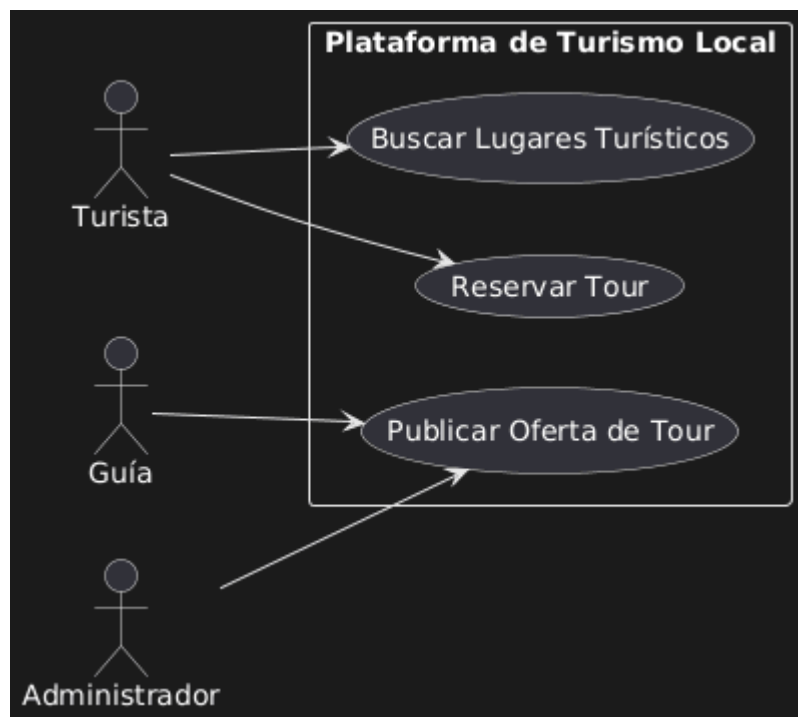 Plataforma de Turismo Local
Buscar Lugares Turísticos
Turista
Reservar Tour
Publicar Oferta de Tour
Guía
Administrador